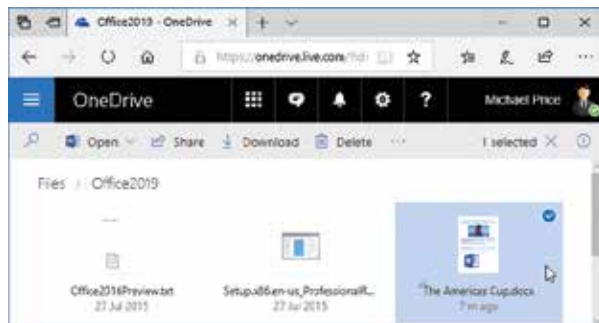 Office2019 - OneDrive
https://onedrive.live.com/?id
OneDrive
?
Michael Price
Open
Share
Download
Delete
1 selected
Files
Office2019
Office2016Preview.txt
27 Jul 2015
Setup.x86.en-us_ProfessionalR...
27 Jul 2015
The Americas Cup.docx
7 m ago